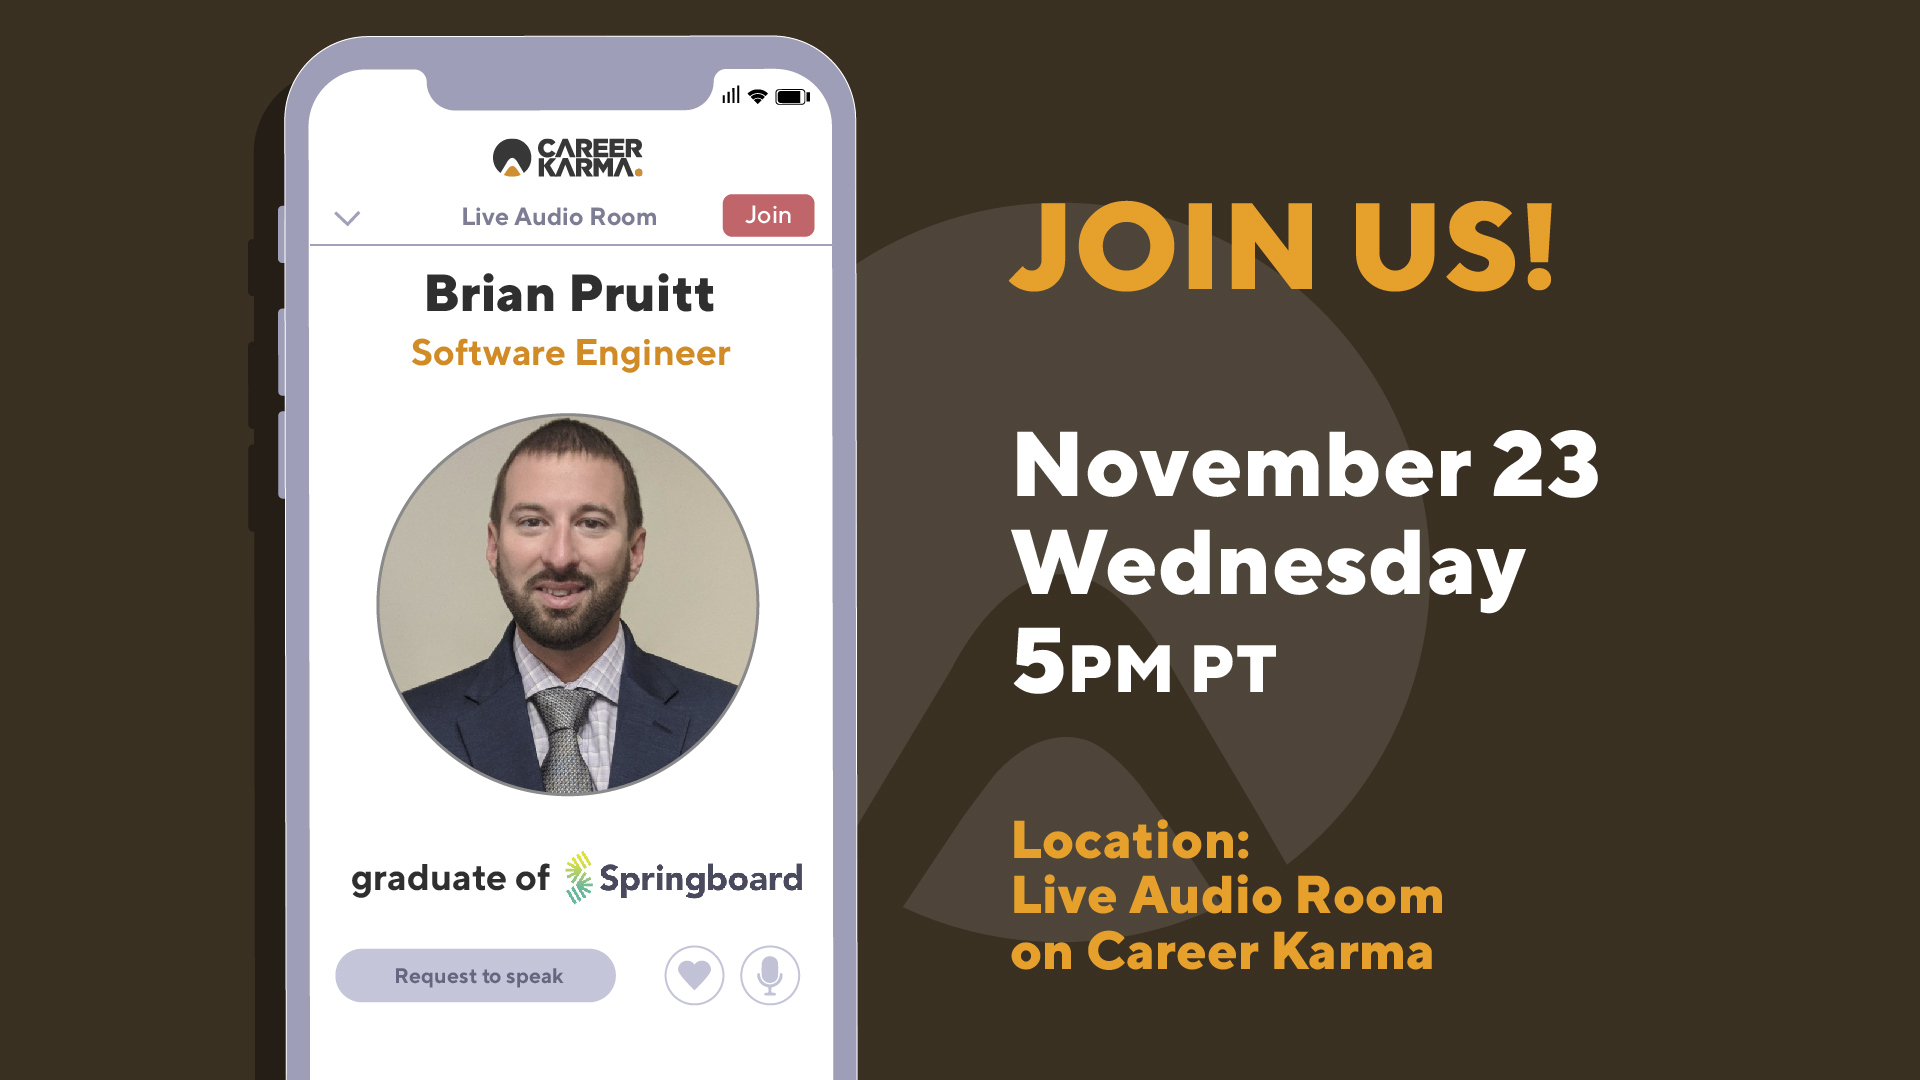 CAREER
KARMA.
Live Audio Room
Join
Brian Pruitt
Software Engineer
graduate of Springboard
Request to speak
JOIN US!
November 23
Wednesday
5PM PT
Location:
Live Audio Room
on Career Karma